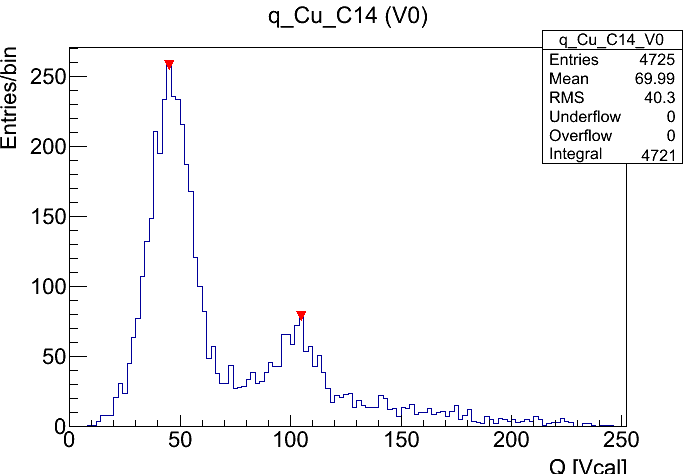 q_Cu_C14 (V0)
q_Cu_C14_V0
Entries 4725
Mean 69.99
RMS 40.3
Underflow 0
Overflow 0
Integral 4721
Entries/bin
250
200
150
100
50
0
0 50 100 150 200 250
Q [Vcal]